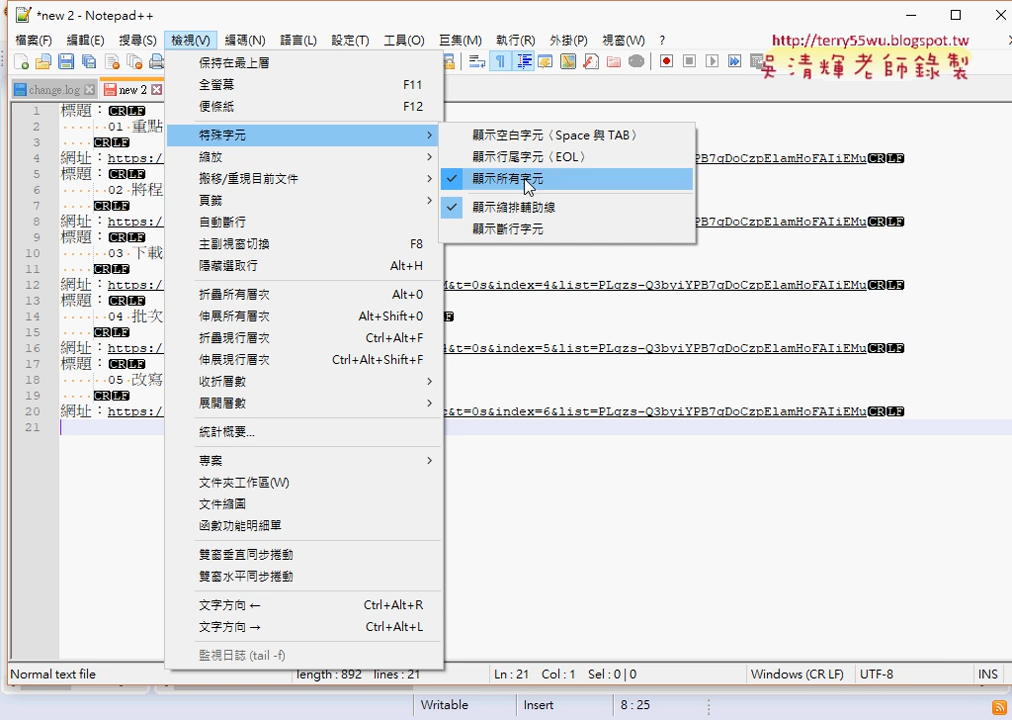 *new 2 - Notepad++
檔案(F) 編輯(E) 搜尋(S) 檢視(V) 編碼(N) 語言(L) 設定(T) 工具(O) 巨集(M) 執行(R) 外掛(P) 視窗(W) ?
http://terry55wu.blogspot.tw
吳清輝老師錄製
change.log new 2
保持在最上層
全螢幕 F11
便條紙 F12
特殊字元
縮放
搬移/重現目前文件
頁籤
自動斷行
主副視窗切換 F8
隱藏選取行 Alt+H
折疊所有層次 Alt+0
伸展所有層次 Alt+Shift+0
折疊現行層次 Ctrl+Alt+F
伸展現行層次 Ctrl+Alt+Shift+F
收折層數
展開層數
統計概要...
專案
文件夾工作區(W)
文件縮圖
函數功能明細單
雙窗垂直同步捲動
雙窗水平同步捲動
文字方向 ← Ctrl+Alt+R
文字方向 → Ctrl+Alt+L
監視日誌 (tail -f)
顯示空白字元（Space 與 TAB）
顯示行尾字元（EOL）
顯示所有字元
顯示縮排輔助線
顯示斷行字元
1 標題：CRLF
2 ····01·重點
3 ····CRLF
4 網址：https:/ PB7qDoCzpElamHoFAIiEMuCRLF
5 標題：CRLF
6 ····02·將程
7 ····CRLF
8 網址：https:/ &t=0s&index=3&list=PLgzs-Q3byiYPB7qDoCzpElamHoFAIiEMuCRLF
9 標題：CRLF
10 ····03·下載
11 ····CRLF
12 網址：https:/ &t=0s&index=4&list=PLgzs-Q3byiYPB7qDoCzpElamHoFAIiEMuCRLF
13 標題：CRLF
14 ····04·批次
15 ····CRLF
16 網址：https:/ &t=0s&index=5&list=PLgzs-Q3byiYPB7qDoCzpElamHoFAIiEMuCRLF
17 標題：CRLF
18 ····05·改寫
19 ····CRLF
20 網址：https:/ &t=0s&index=6&list=PLgzs-Q3byiYPB7qDoCzpElamHoFAIiEMuCRLF
21
Normal text file length : 892 lines : 21 Ln : 21 Col : 1 Sel : 0 | 0 Windows (CR LF) UTF-8 INS
Writable Insert 8 : 25